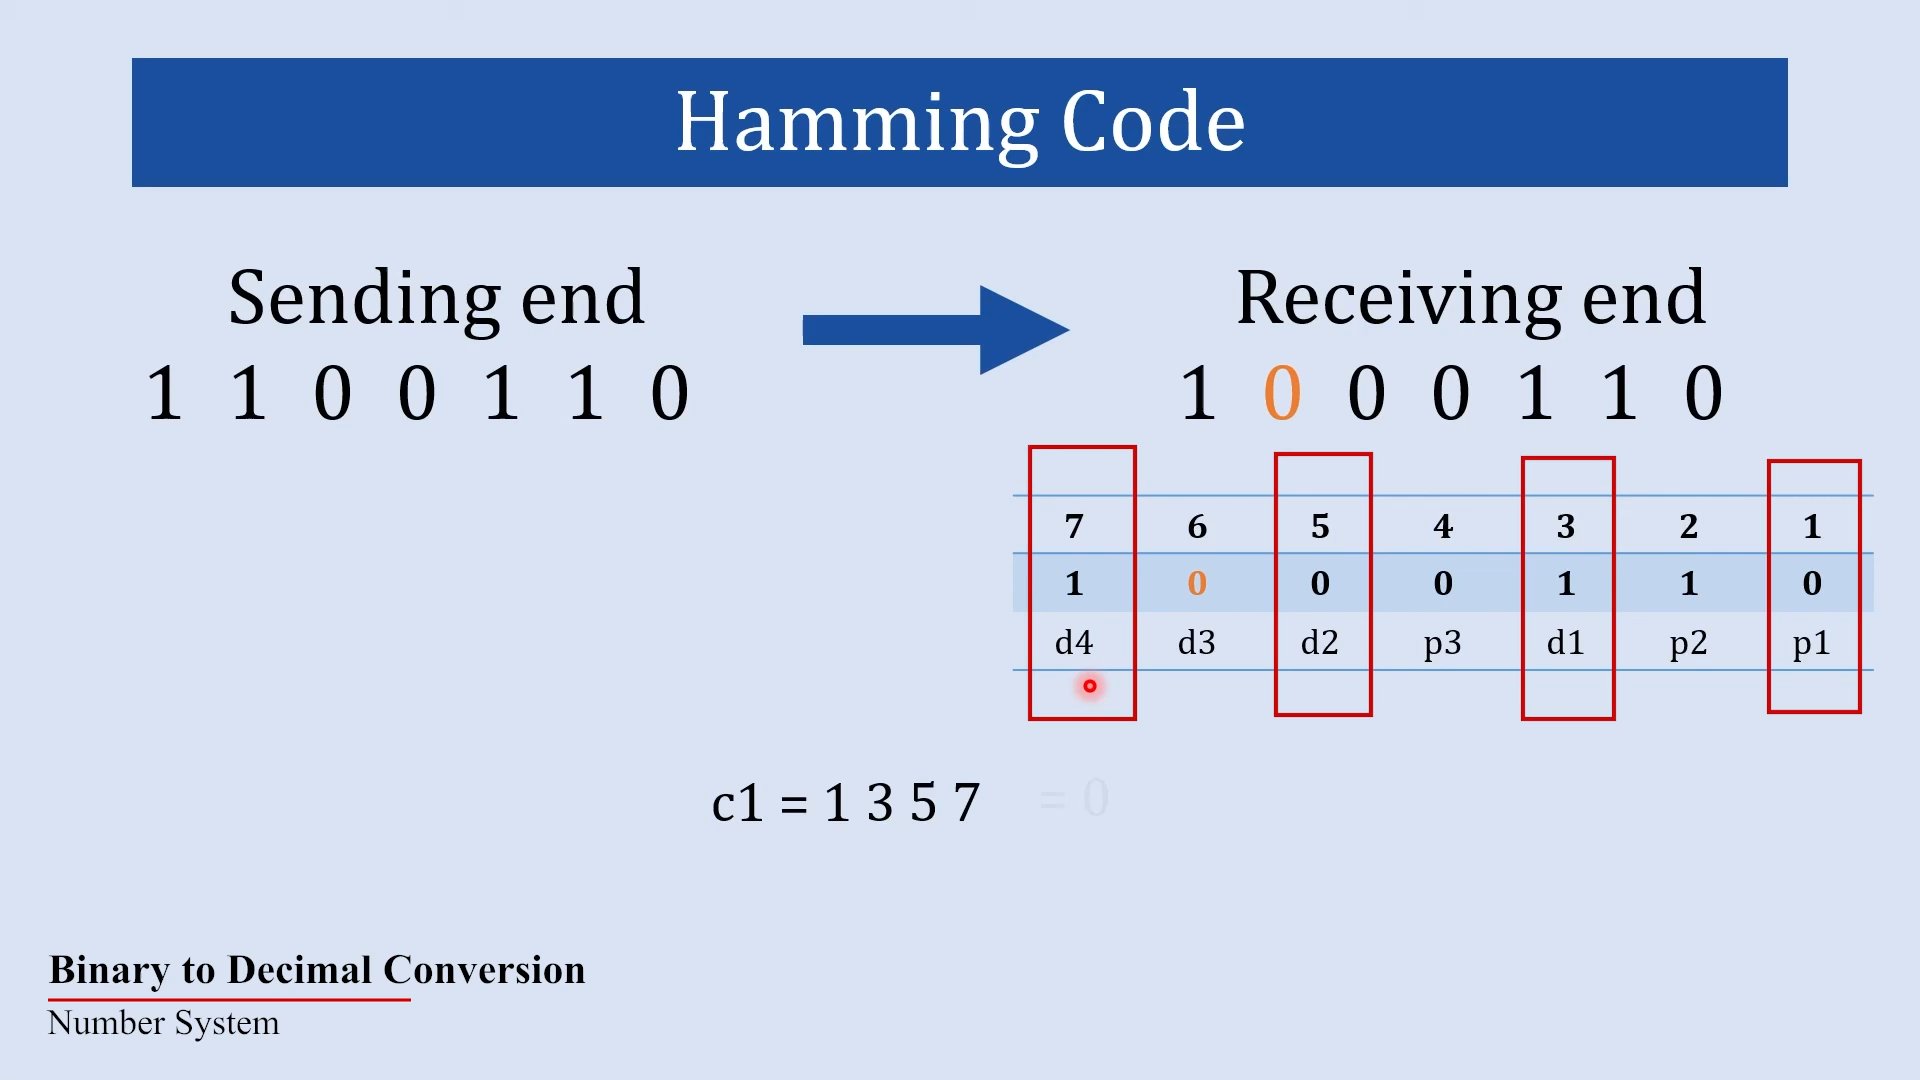 Hamming Code
Sending end
1 1 0 0 1 1 0
Receiving end
1 0 0 0 1 1 0
7 6 5 4 3 2 1
1 0 0 0 1 1 0
d4 d3 d2 p3 d1 p2 p1
c1 = 1 3 5 7 = 0
Binary to Decimal Conversion
Number System